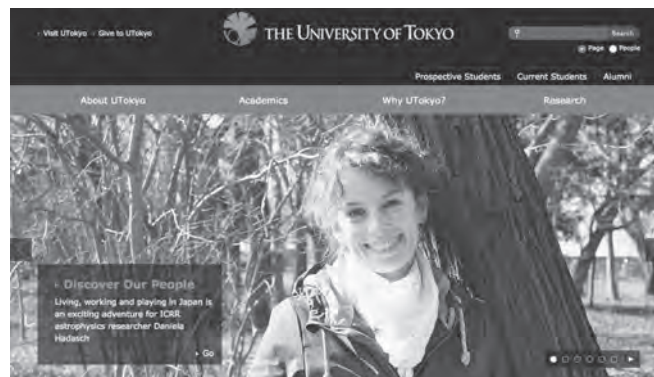 Visit UTokyo Give to UTokyo
THE UNIVERSITY OF TOKYO
Search
Page People
Prospective Students Current Students Alumni
About UTokyo Academics Why UTokyo? Research
Discover Our People
Living, working and playing in Japan is
an exciting adventure for ICRR
astrophysics researcher Daniela
Hadasch
Go